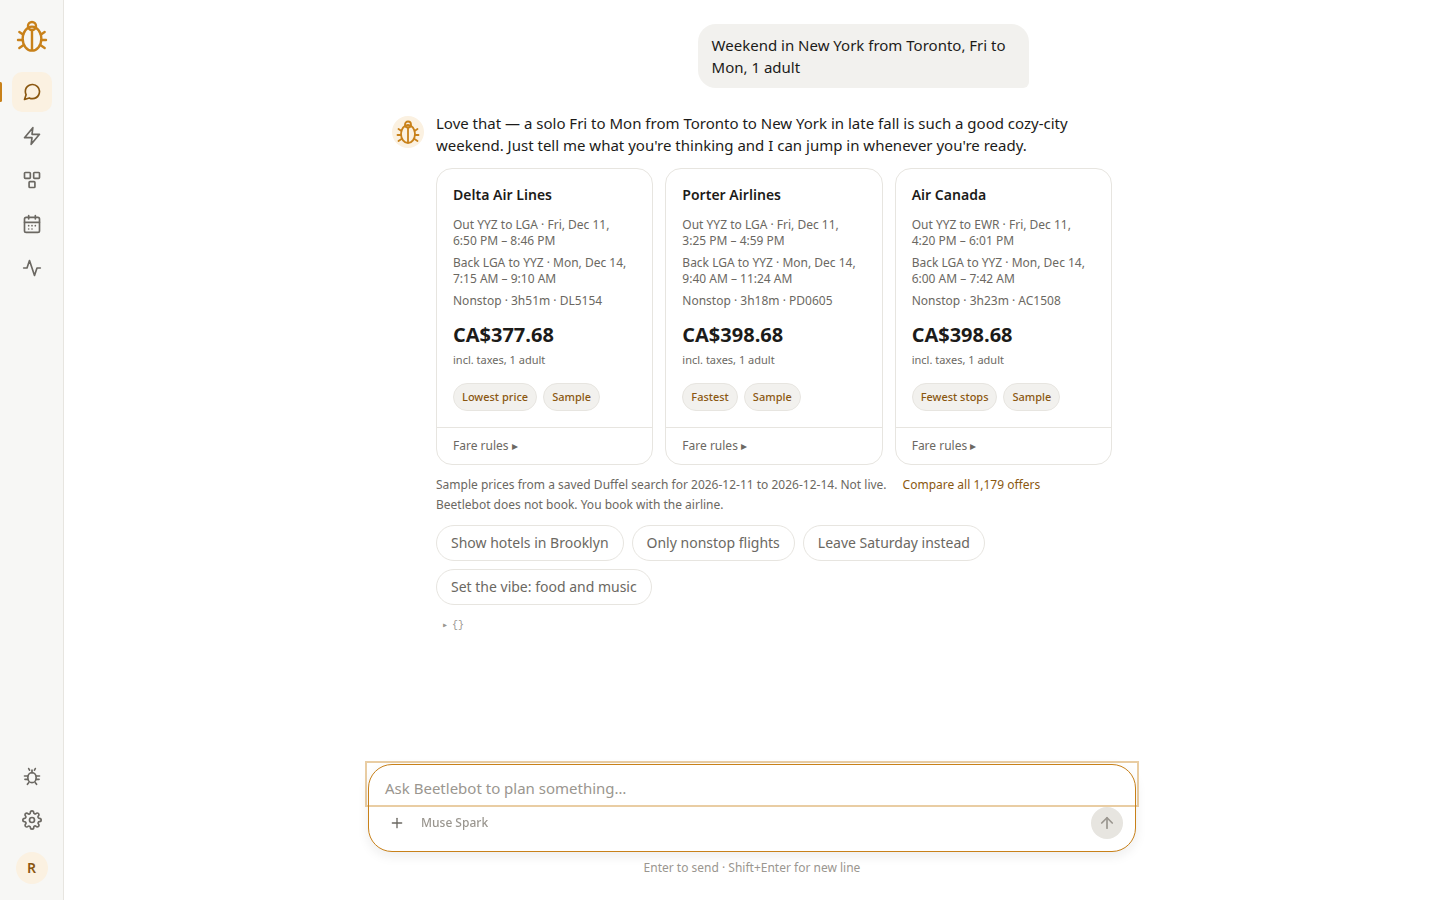 Weekend in New York from Toronto, Fri to
Mon, 1 adult
Love that — a solo Fri to Mon from Toronto to New York in late fall is such a good cozy-city
weekend. Just tell me what you're thinking and I can jump in whenever you're ready.
Delta Air Lines
Out YYZ to LGA · Fri, Dec 11,
6:50 PM – 8:46 PM
Back LGA to YYZ · Mon, Dec 14,
7:15 AM – 9:10 AM
Nonstop · 3h51m · DL5154
CA$377.68
incl. taxes, 1 adult
Lowest price
Sample
Fare rules ▸
Porter Airlines
Out YYZ to LGA · Fri, Dec 11,
3:25 PM – 4:59 PM
Back LGA to YYZ · Mon, Dec 14,
9:40 AM – 11:24 AM
Nonstop · 3h18m · PD0605
CA$398.68
incl. taxes, 1 adult
Fastest
Sample
Fare rules ▸
Air Canada
Out YYZ to EWR · Fri, Dec 11,
4:20 PM – 6:01 PM
Back LGA to YYZ · Mon, Dec 14,
6:00 AM – 7:42 AM
Nonstop · 3h23m · AC1508
CA$398.68
incl. taxes, 1 adult
Fewest stops
Sample
Fare rules ▸
Sample prices from a saved Duffel search for 2026-12-11 to 2026-12-14. Not live.
Compare all 1,179 offers
Beetlebot does not book. You book with the airline.
Show hotels in Brooklyn
Only nonstop flights
Leave Saturday instead
Set the vibe: food and music
▸ {}
Ask Beetlebot to plan something...
Muse Spark
Enter to send · Shift+Enter for new line
R